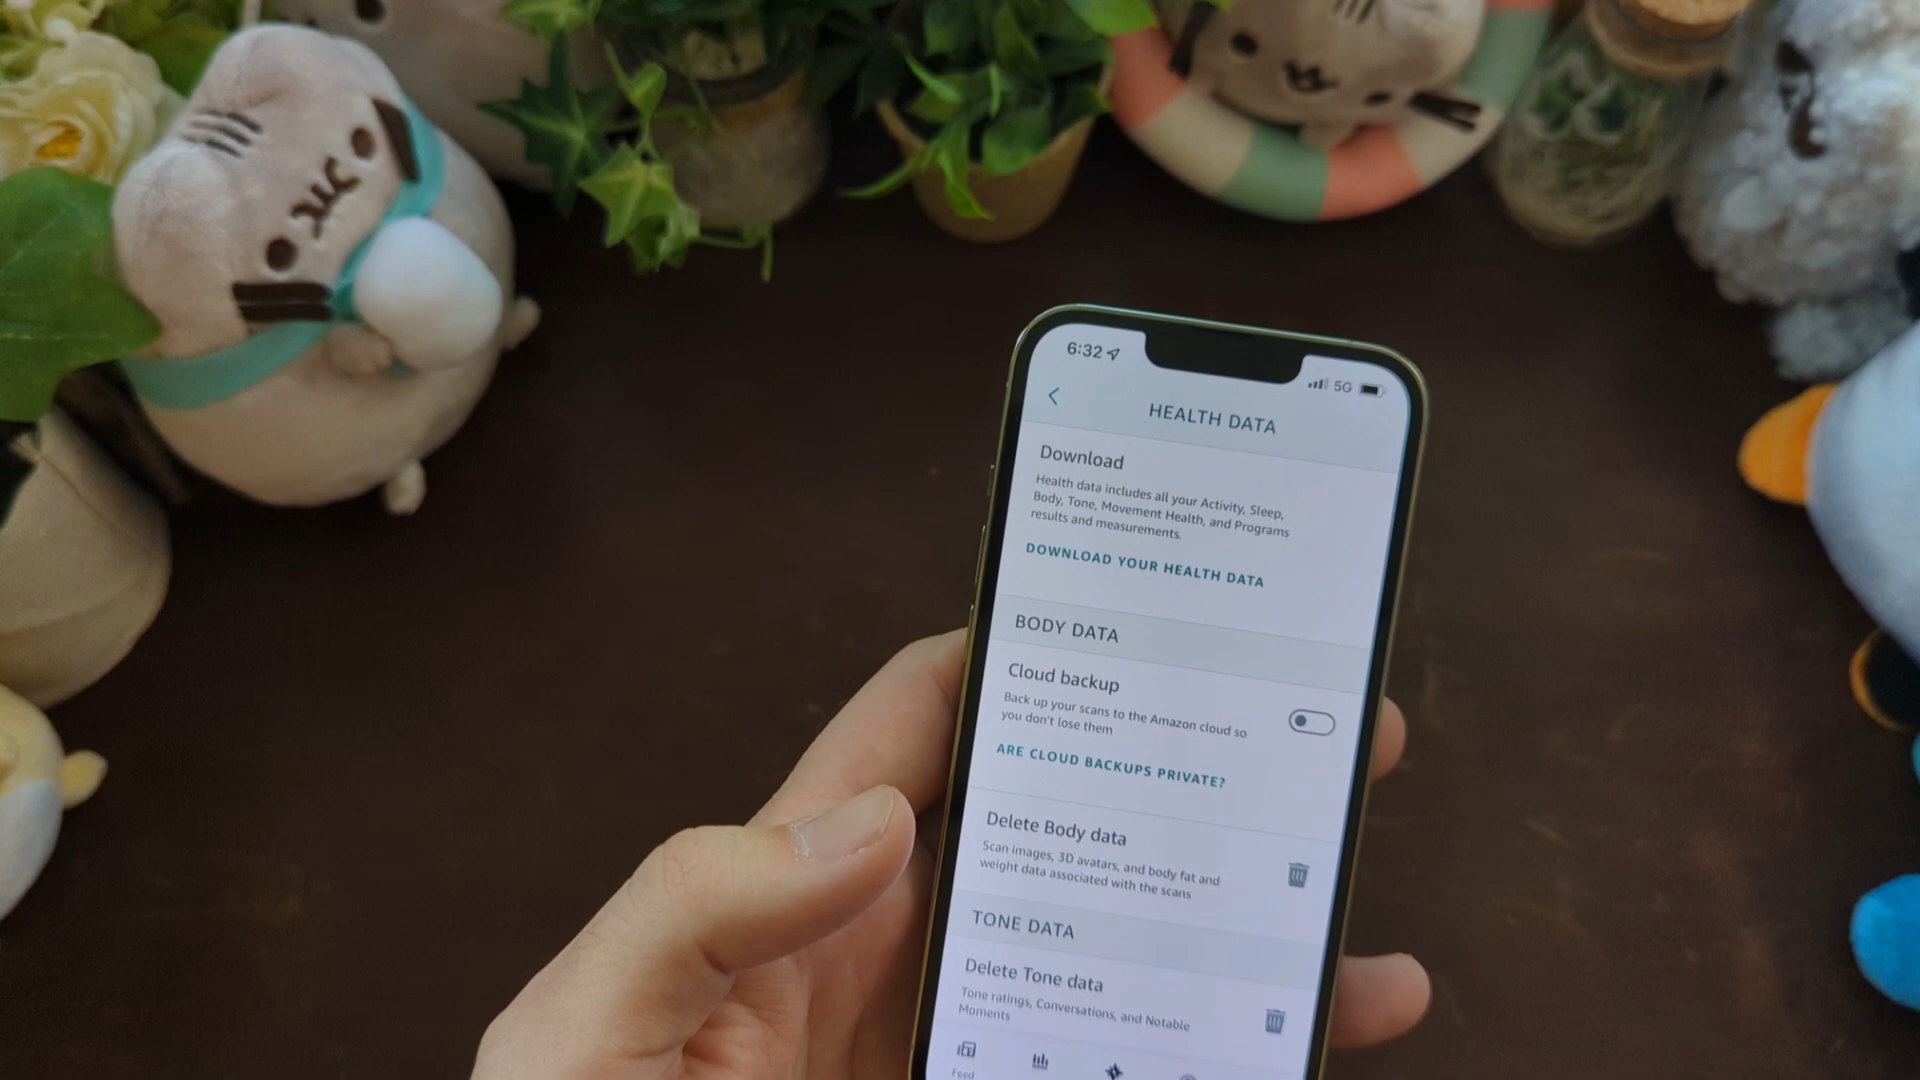 6:32
5G
HEALTH DATA
Download
Health data includes all your Activity, Sleep,
Body, Tone, Movement Health, and Programs
results and measurements.
DOWNLOAD YOUR HEALTH DATA
BODY DATA
Cloud backup
Back up your scans to the Amazon cloud so
you don't lose them
ARE CLOUD BACKUPS PRIVATE?
Delete Body data
Scan images, 3D avatars, and body fat and
weight data associated with the scans
TONE DATA
Delete Tone data
Tone ratings, Conversations, and Notable
Moments
Feed